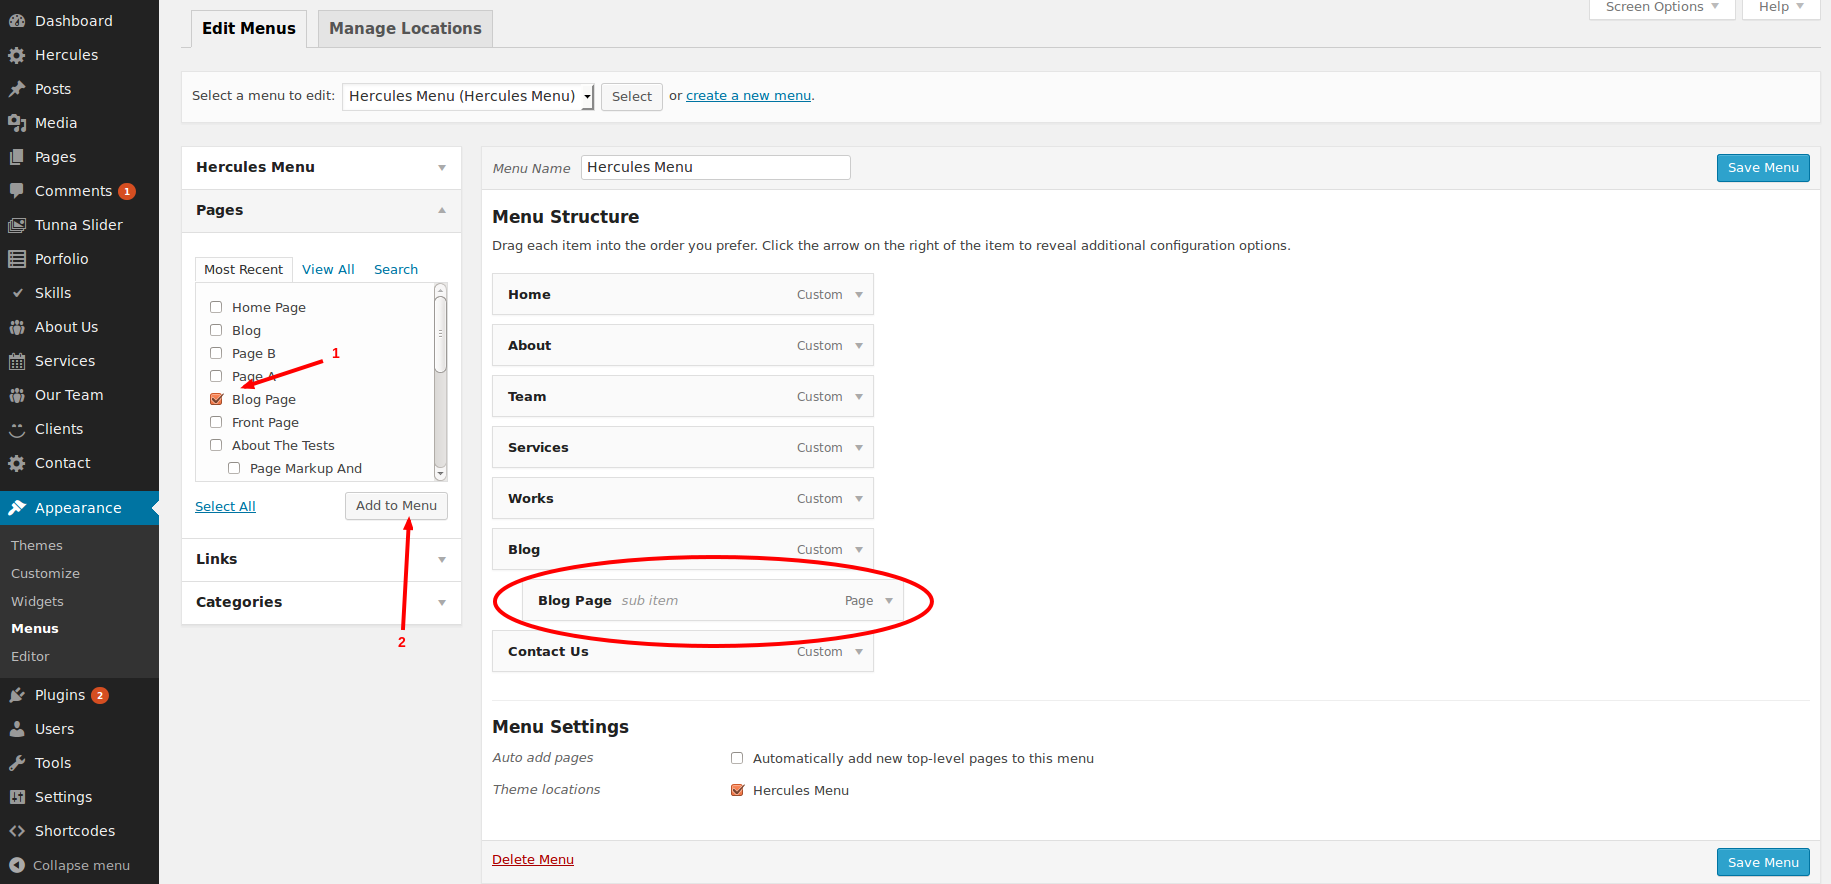 Dashboard
Hercules
Posts
Media
Pages
Comments 1
Tunna Slider
Porfolio
Skills
About Us
Services
Our Team
Clients
Contact
Appearance
Themes
Customize
Widgets
Menus
Editor
Plugins 2
Users
Tools
Settings
Shortcodes
Collapse menu
Screen Options Help
Edit Menus Manage Locations
Select a menu to edit: Hercules Menu (Hercules Menu) Select or create a new menu.
Hercules Menu
Pages
Most Recent View All Search
Home Page
Blog
Page B
1
Page A
Blog Page
Front Page
About The Tests
Page Markup And
Select All Add to Menu
2
Links
Categories
Menu Name Hercules Menu Save Menu
Menu Structure
Drag each item into the order you prefer. Click the arrow on the right of the item to reveal additional configuration options.
Home Custom
About Custom
Team Custom
Services Custom
Works Custom
Blog Custom
Blog Page sub item Page
Contact Us Custom
Menu Settings
Auto add pages Automatically add new top-level pages to this menu
Theme locations Hercules Menu
Delete Menu Save Menu